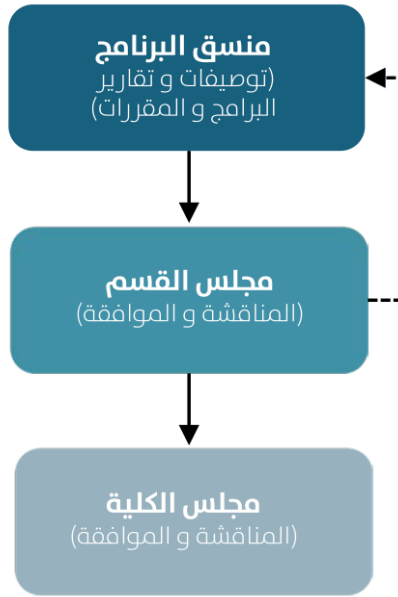 منسق البرنامج
(توصيفات و تقارير
البرامج و المقررات)
مجلس القسم
(المناقشة و الموافقة)
مجلس الكلية
(المناقشة و الموافقة)